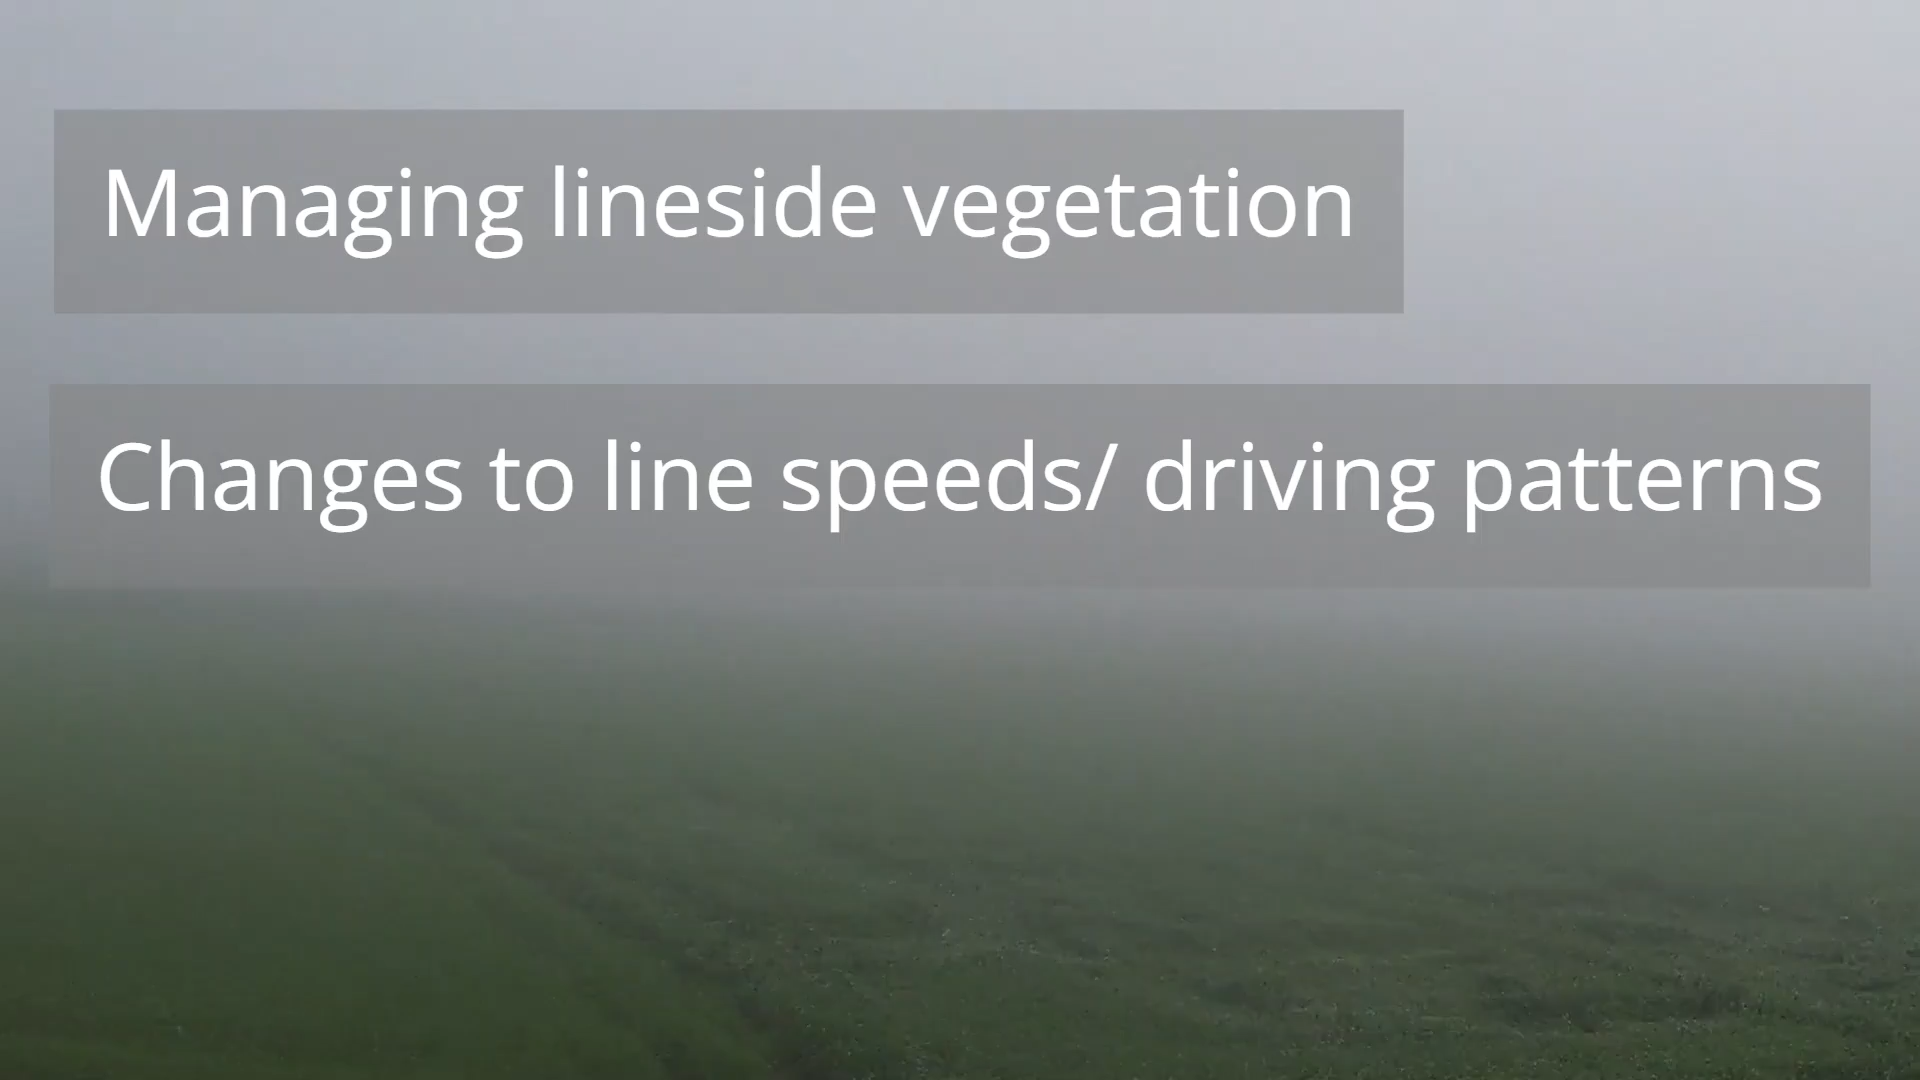 Managing lineside vegetation
Changes to line speeds/ driving patterns